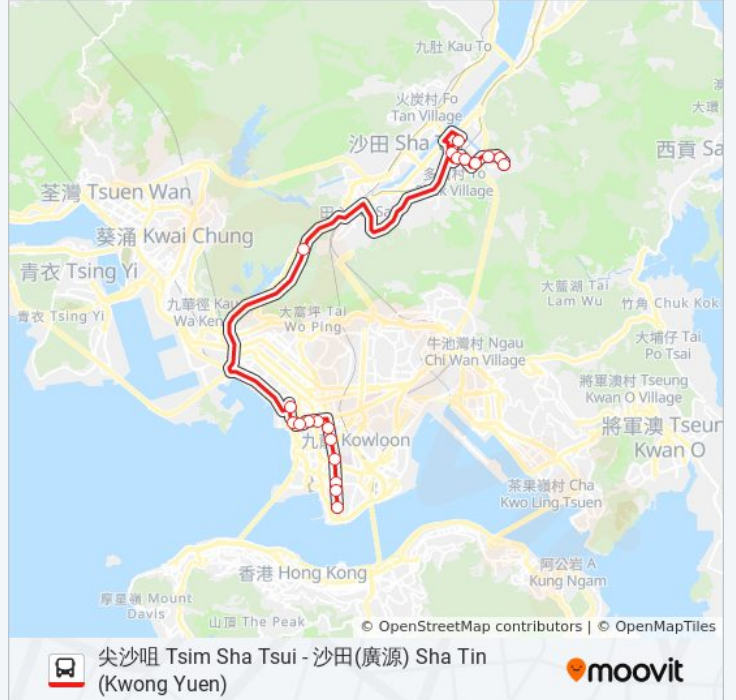 九肚 Kau To
火炭村 Fo
Tan Village
大環
沙田 Sha T
西貢 Sa
荃灣 Tsuen Wan
k Village
葵涌 Kwai Chung
青衣 Tsing Yi
大藍湖 Tai
Lam Wu
竹角 Chuk Kok
九華徑 Kau
Wa Ken
大窩坪 Tai
Wo Ping
青衣 Tsing Yi
牛池灣村 Ngau
Chi Wan Village
大埔仔 Tai
Po Tsai
將軍澳村 Tseung
Kwan O Village
將軍澳 Tseun
Kwan O
九龍 Kowloon
茶果嶺村 Cha
Kwo Ling Tsuen
香港 Hong Kong
阿公岩 A
Kung Ngam
摩星嶺 Mount
Davis
山頂 The Peak
© OpenStreetMap contributors | © OpenMapTiles
尖沙咀 Tsim Sha Tsui - 沙田(廣源) Sha Tin
(Kwong Yuen)
moovit